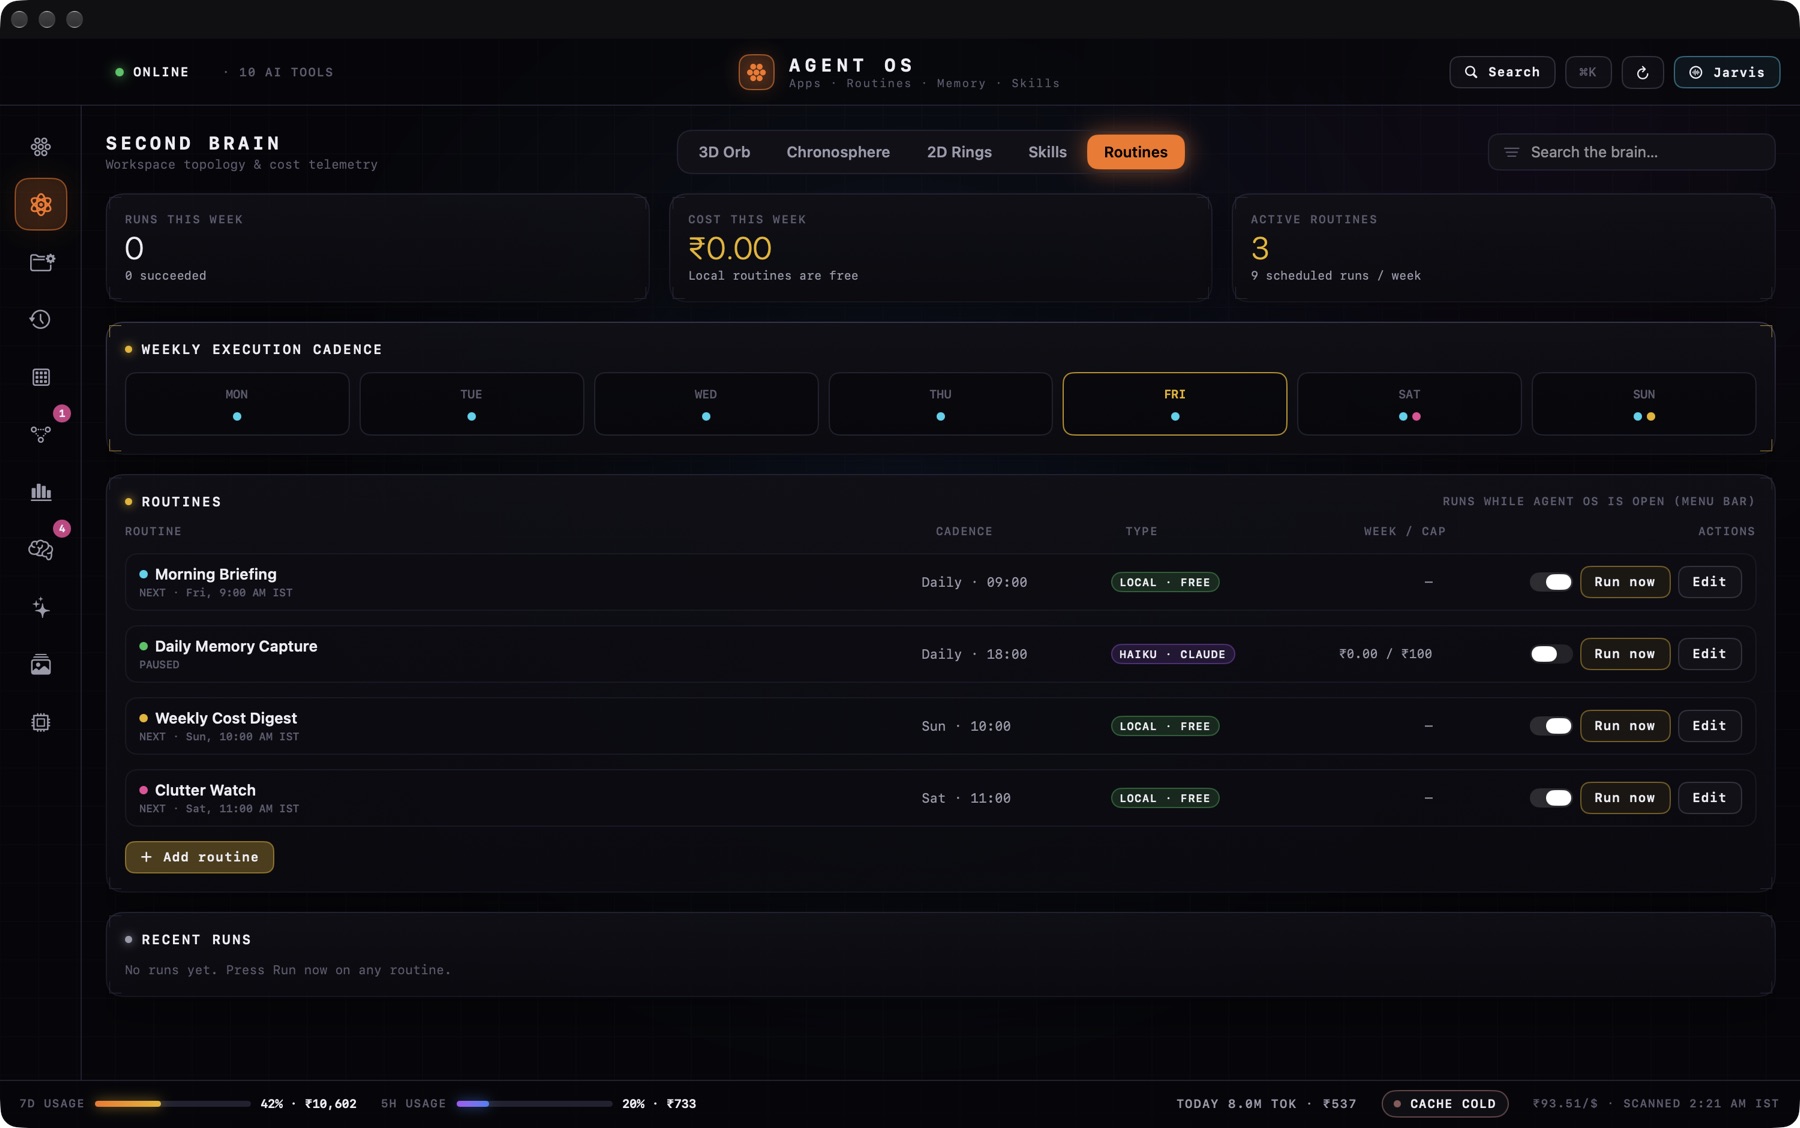 ONLINE · 10 AI TOOLS
AGENT OS
Apps · Routines · Memory · Skills
Search ⌘K Jarvis
SECOND BRAIN
Workspace topology & cost telemetry
3D Orb Chronosphere 2D Rings Skills Routines
Search the brain...
RUNS THIS WEEK
0
0 succeeded
COST THIS WEEK
₹0.00
Local routines are free
ACTIVE ROUTINES
3
9 scheduled runs / week
WEEKLY EXECUTION CADENCE
MON TUE WED THU FRI SAT SUN
1
4
ROUTINES RUNS WHILE AGENT OS IS OPEN (MENU BAR)
ROUTINE CADENCE TYPE WEEK / CAP ACTIONS
Morning Briefing
NEXT · Fri, 9:00 AM IST
Daily · 09:00 LOCAL · FREE — Run now Edit
Daily Memory Capture
PAUSED
Daily · 18:00 HAIKU · CLAUDE ₹0.00 / ₹100 Run now Edit
Weekly Cost Digest
NEXT · Sun, 10:00 AM IST
Sun · 10:00 LOCAL · FREE — Run now Edit
Clutter Watch
NEXT · Sat, 11:00 AM IST
Sat · 11:00 LOCAL · FREE — Run now Edit
+ Add routine
RECENT RUNS
No runs yet. Press Run now on any routine.
7D USAGE 42% · ₹10,602 5H USAGE 20% · ₹733 TODAY 8.0M TOK · ₹537 CACHE COLD ₹93.51/$ · SCANNED 2:21 AM IST